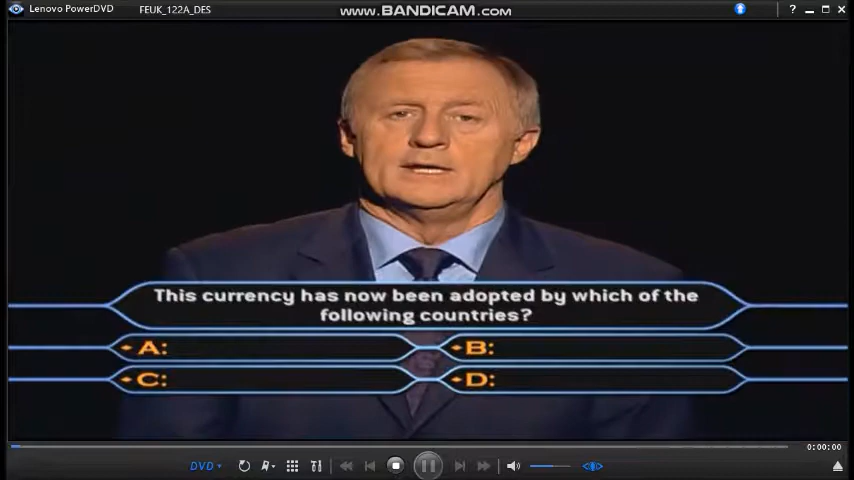 Lenovo PowerDVD
FEUK_122A_DES
www.BANDICAM.com
?
This currency has now been adopted by which of the
following countries?
A:
B:
C:
D:
DVD
0:00:00